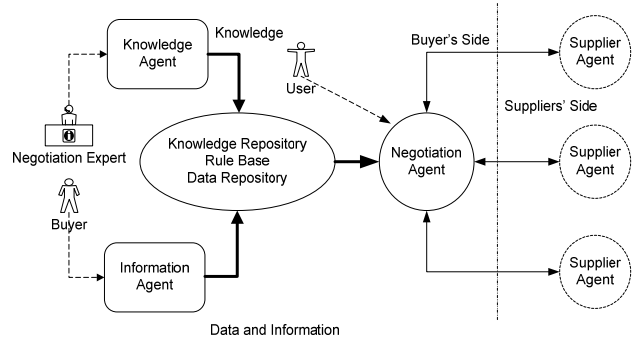 Knowledge
Agent
Knowledge
User
Buyer's Side
Supplier
Agent
Suppliers' Side
Negotiation Expert
Knowledge Repository
Rule Base
Data Repository
Negotiation
Agent
Supplier
Agent
Buyer
Information
Agent
Supplier
Agent
Data and Information